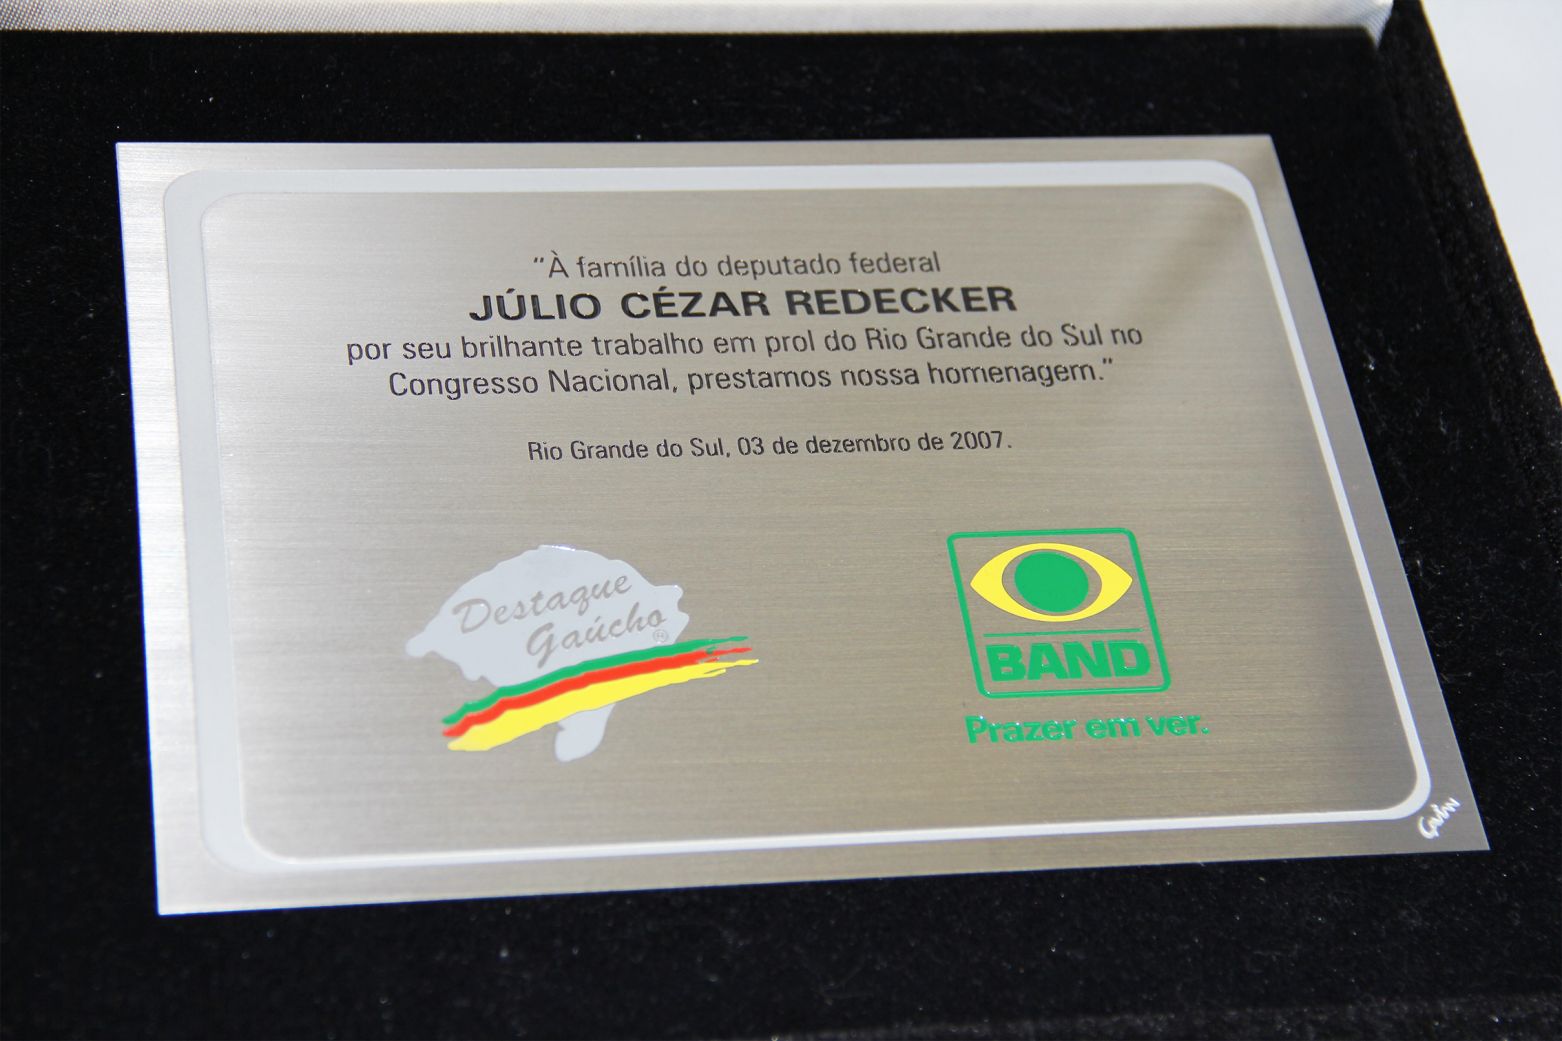 "À família do deputado federal
JÚLIO CÉZAR REDECKER
por seu brilhante trabalho em prol do Rio Grande do Sul no
Congresso Nacional, prestamos nossa homenagem."
Rio Grande do Sul, 03 de dezembro de 2007.
Destaque
Gaúcho®
BAND
Prazer em ver.